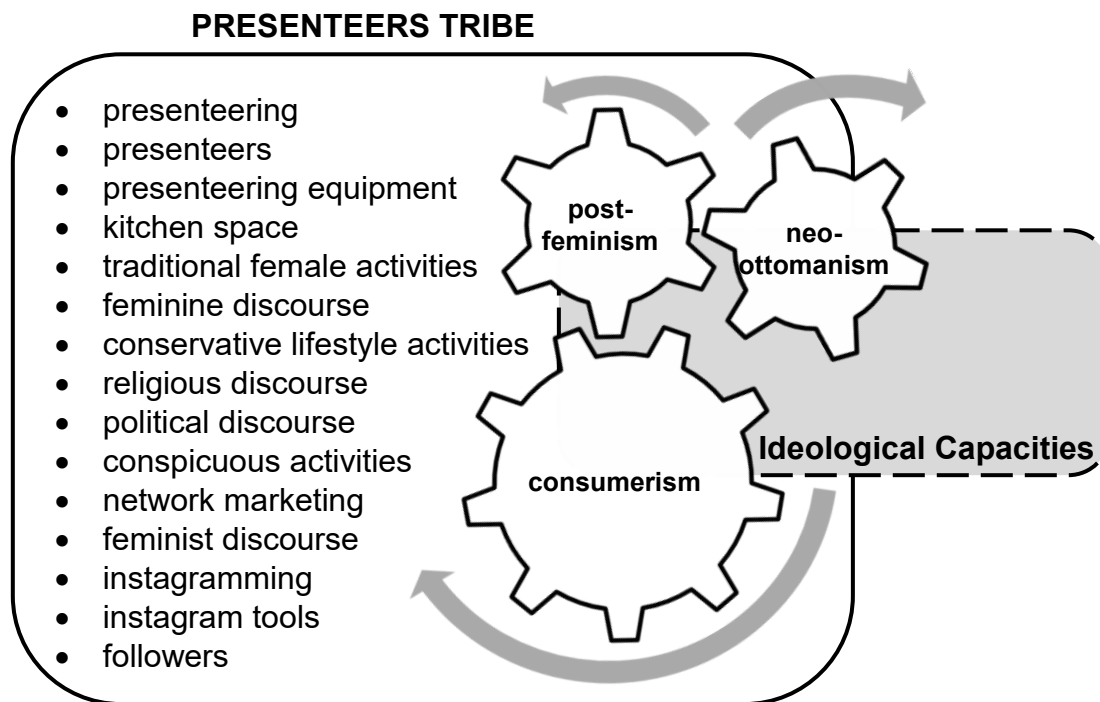 PRESENTEERS TRIBE
• presenteering
• presenteers
• presenteering equipment
• kitchen space
• traditional female activities
• feminine discourse
• conservative lifestyle activities
• religious discourse
• political discourse
• conspicuous activities
• network marketing
• feminist discourse
• instagramming
• instagram tools
• followers
post-
feminism
neo-
ottomanism
Ideological Capacities
consumerism